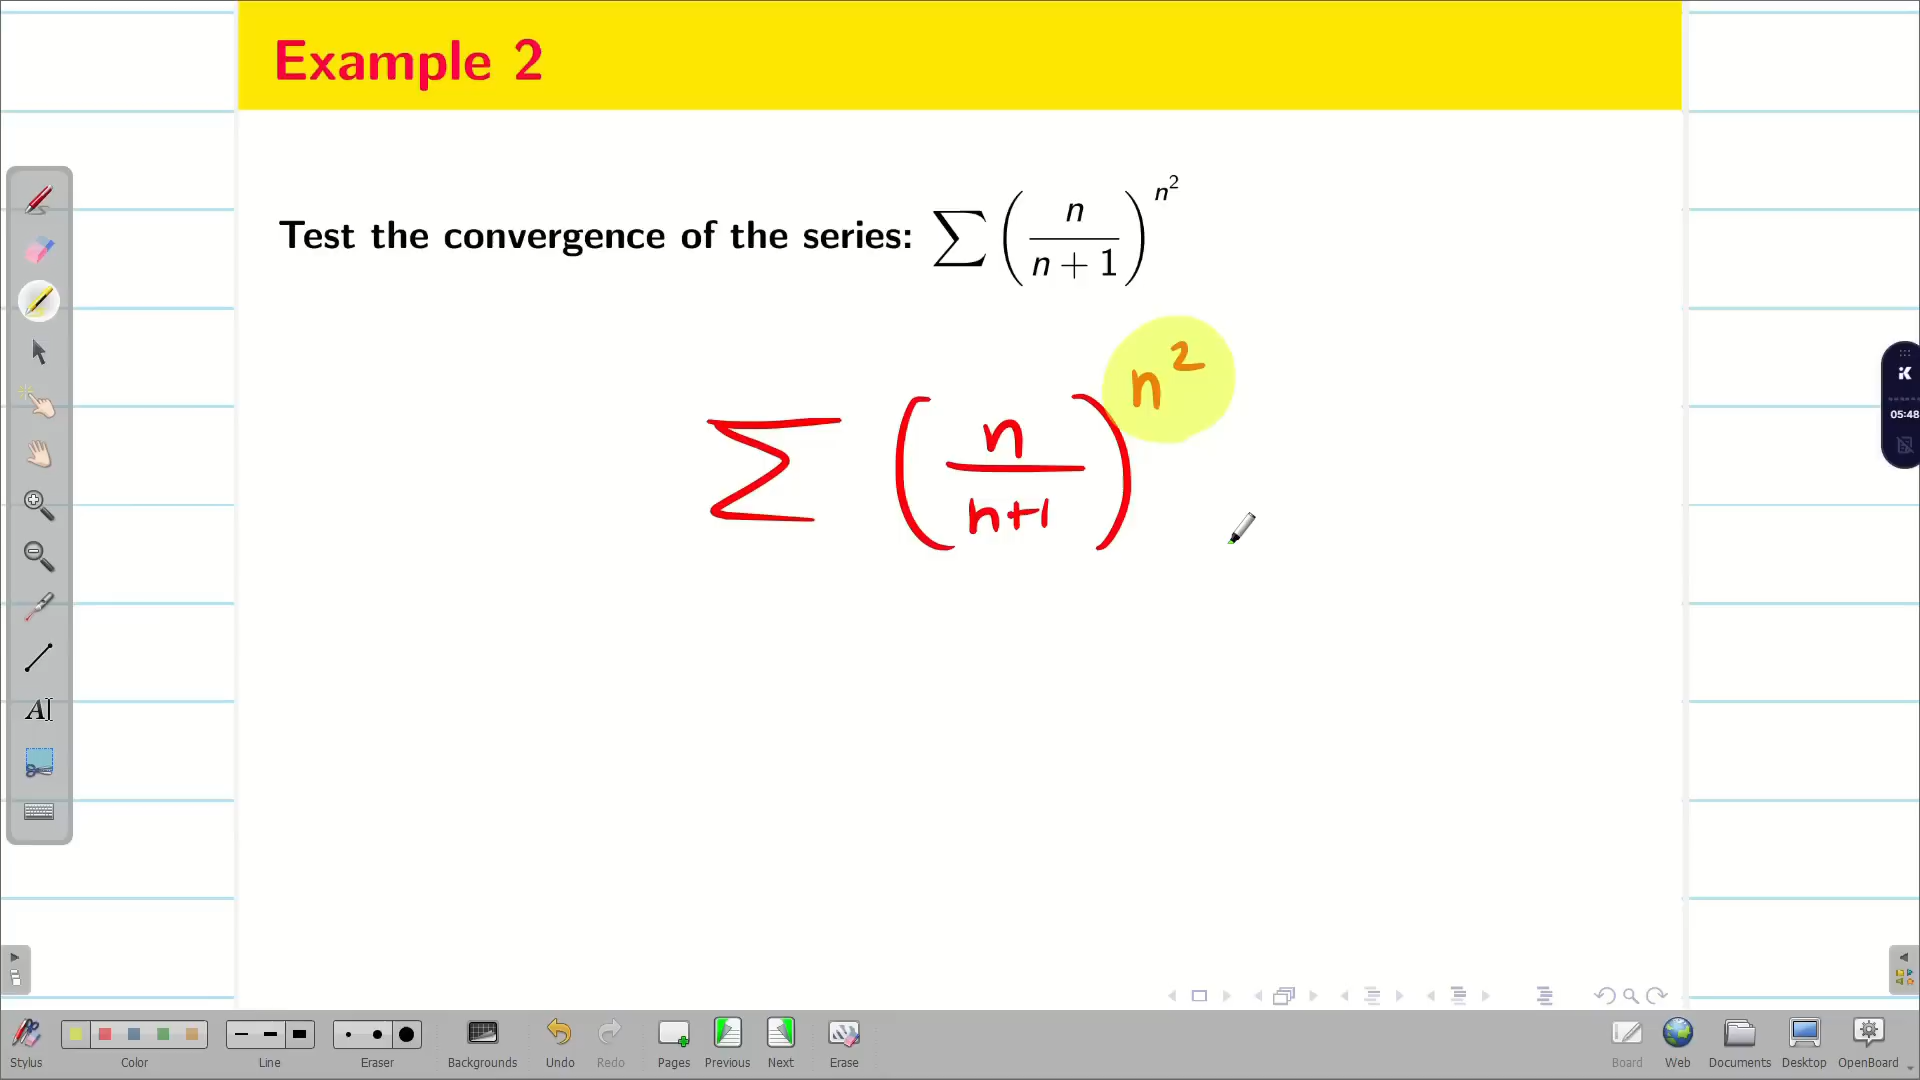 Example 2
Test the convergence of the series: ∑ (n/(n + 1))^n²
∑ (n/(n+1))^n²
05:48
AI
Stylus Color Line Eraser Backgrounds Undo Redo Pages Previous Next Erase Board Web Documents Desktop OpenBoard